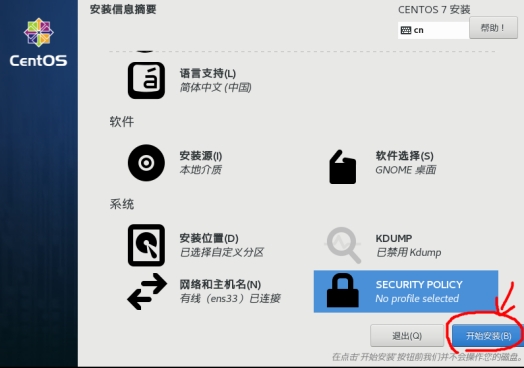 安装信息摘要
CENTOS 7 安装
cn
帮助！
CentOS
语言支持(L)
简体中文 (中国)
软件
安装源(I)
本地介质
软件选择(S)
GNOME 桌面
系统
安装位置(D)
已选择自定义分区
KDUMP
已禁用 Kdump
网络和主机名(N)
有线（ens33）已连接
SECURITY POLICY
No profile selected
退出(Q)
开始安装(B)
在点击'开始安装'按钮前我们并不会操作您的磁盘。